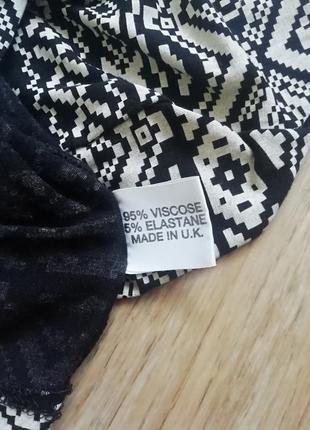 95% VISCOSE
5% ELASTANE
MADE IN U.K.